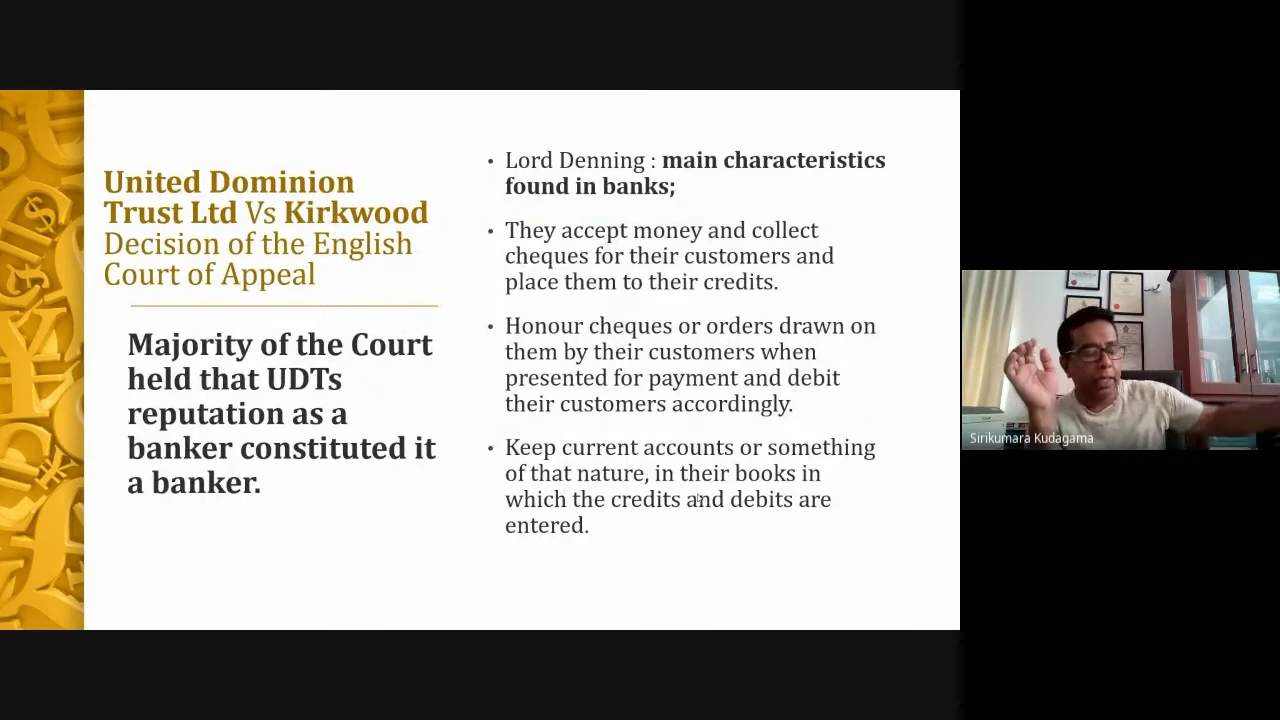 United Dominion
Trust Ltd Vs Kirkwood
Decision of the English
Court of Appeal
Majority of the Court
held that UDTs
reputation as a
banker constituted it
a banker.
• Lord Denning : main characteristics
found in banks;
• They accept money and collect
cheques for their customers and
place them to their credits.
• Honour cheques or orders drawn on
them by their customers when
presented for payment and debit
their customers accordingly.
• Keep current accounts or something
of that nature, in their books in
which the credits and debits are
entered.
Sirikumara Kudagama